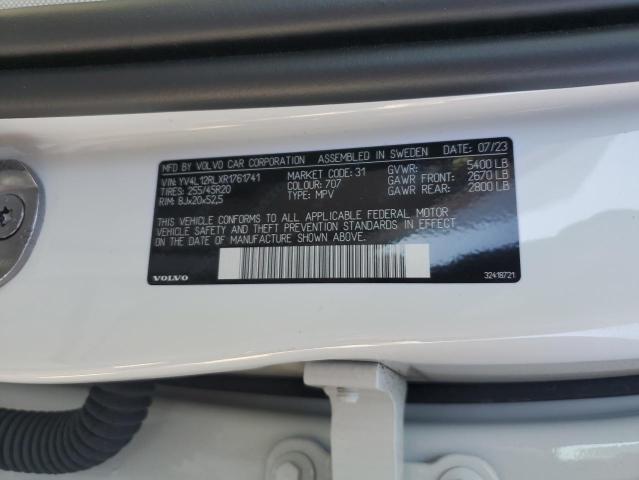 MFD BY VOLVO CAR CORPORATION ASSEMBLED IN SWEDEN DATE: 07/23
VIN: YV4L12RLXR1761741 MARKET CODE: 31 GVWR: 5400 LB
TIRES: 255/45R20 COLOUR: 707 GAWR FRONT: 2670 LB
RIM: 8Jx20x52,5 TYPE: MPV GAWR REAR: 2800 LB
THIS VEHICLE CONFORMS TO ALL APPLICABLE FEDERAL MOTOR
VEHICLE SAFETY AND THEFT PREVENTION STANDARDS IN EFFECT
ON THE DATE OF MANUFACTURE SHOWN ABOVE.
VOLVO 32418721